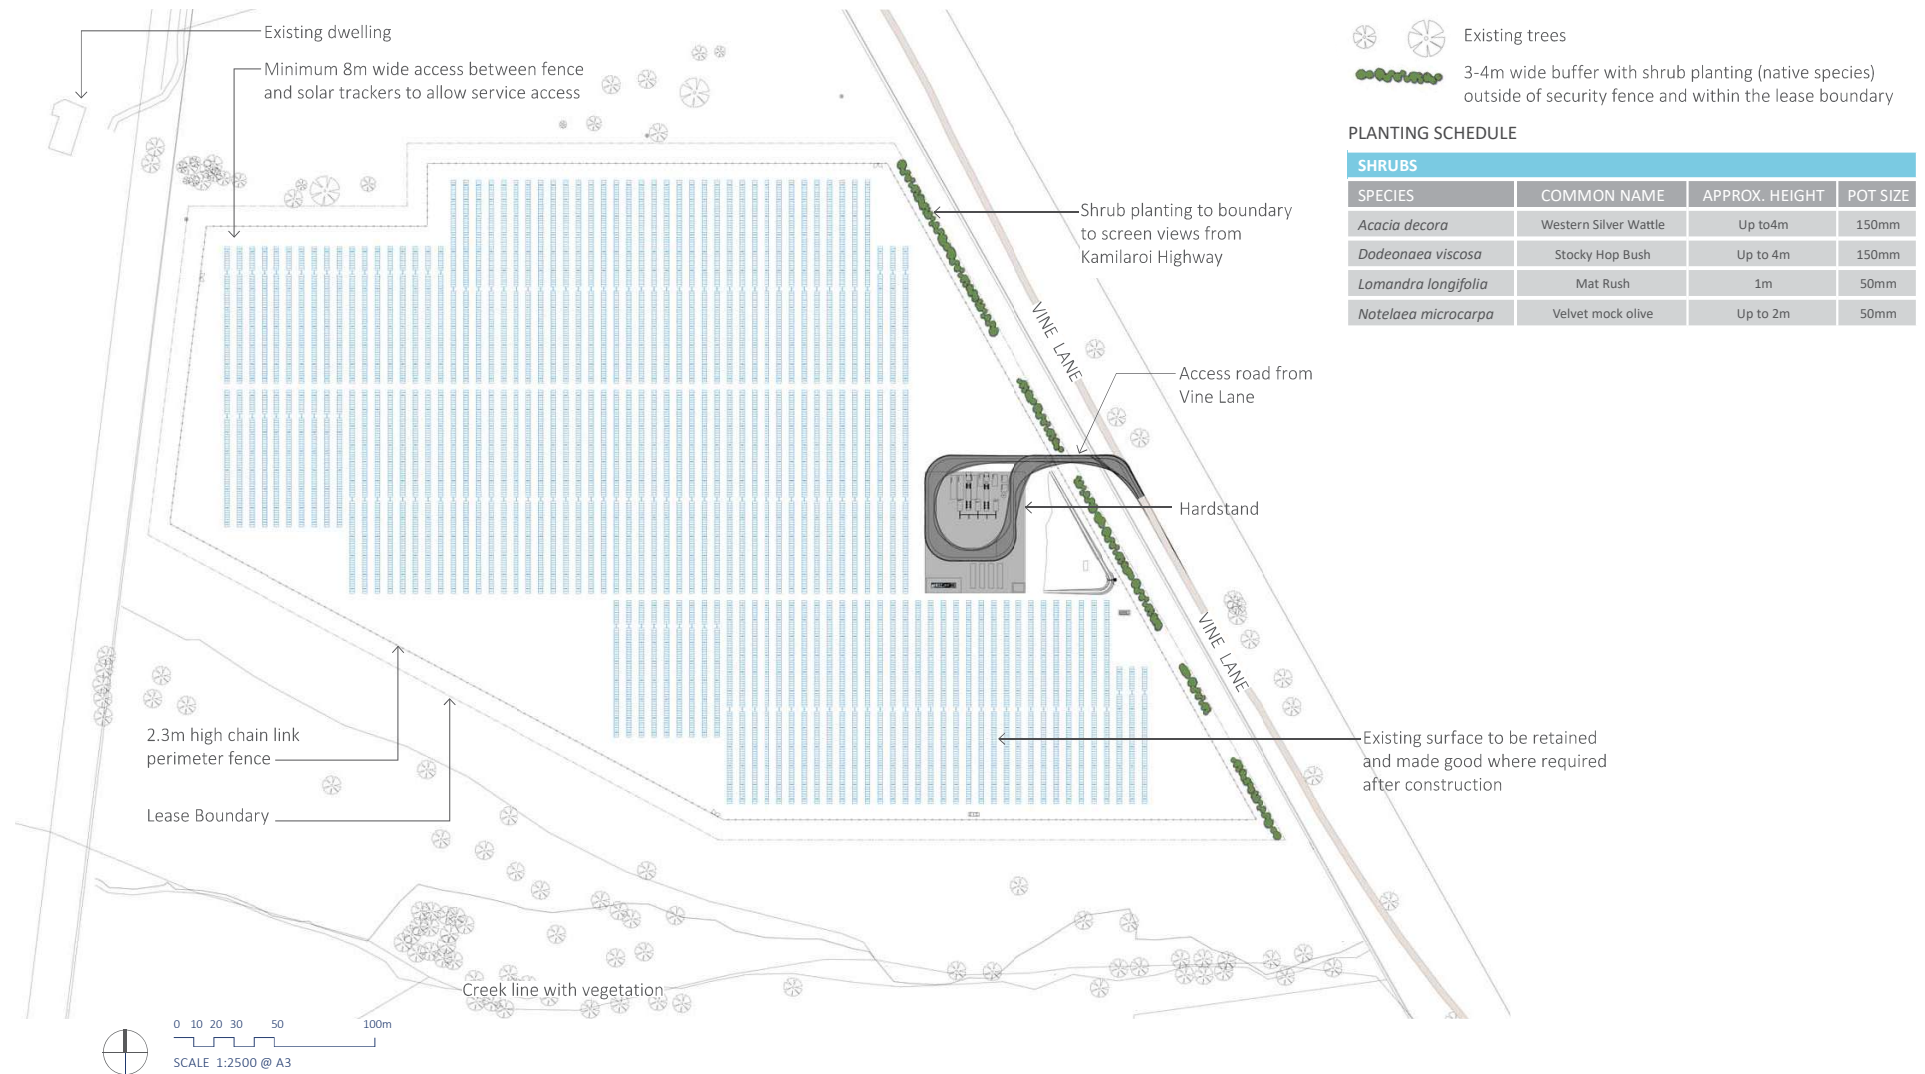 Existing dwelling
Minimum 8m wide access between fence
and solar trackers to allow service access
Existing trees
3-4m wide buffer with shrub planting (native species)
outside of security fence and within the lease boundary
PLANTING SCHEDULE
SHRUBS
SPECIES COMMON NAME APPROX. HEIGHT POT SIZE
Acacia decora Western Silver Wattle Up to4m 150mm
Dodeonaea viscosa Stocky Hop Bush Up to 4m 150mm
Lomandra longifolia Mat Rush 1m 50mm
Notelaea microcarpa Velvet mock olive Up to 2m 50mm
Shrub planting to boundary
to screen views from
Kamilaroi Highway
VINE LANE
Access road from
Vine Lane
Hardstand
VINE LANE
2.3m high chain link
perimeter fence
Lease Boundary
Existing surface to be retained
and made good where required
after construction
Creek line with vegetation
0 10 20 30 50 100m
SCALE 1:2500 @ A3